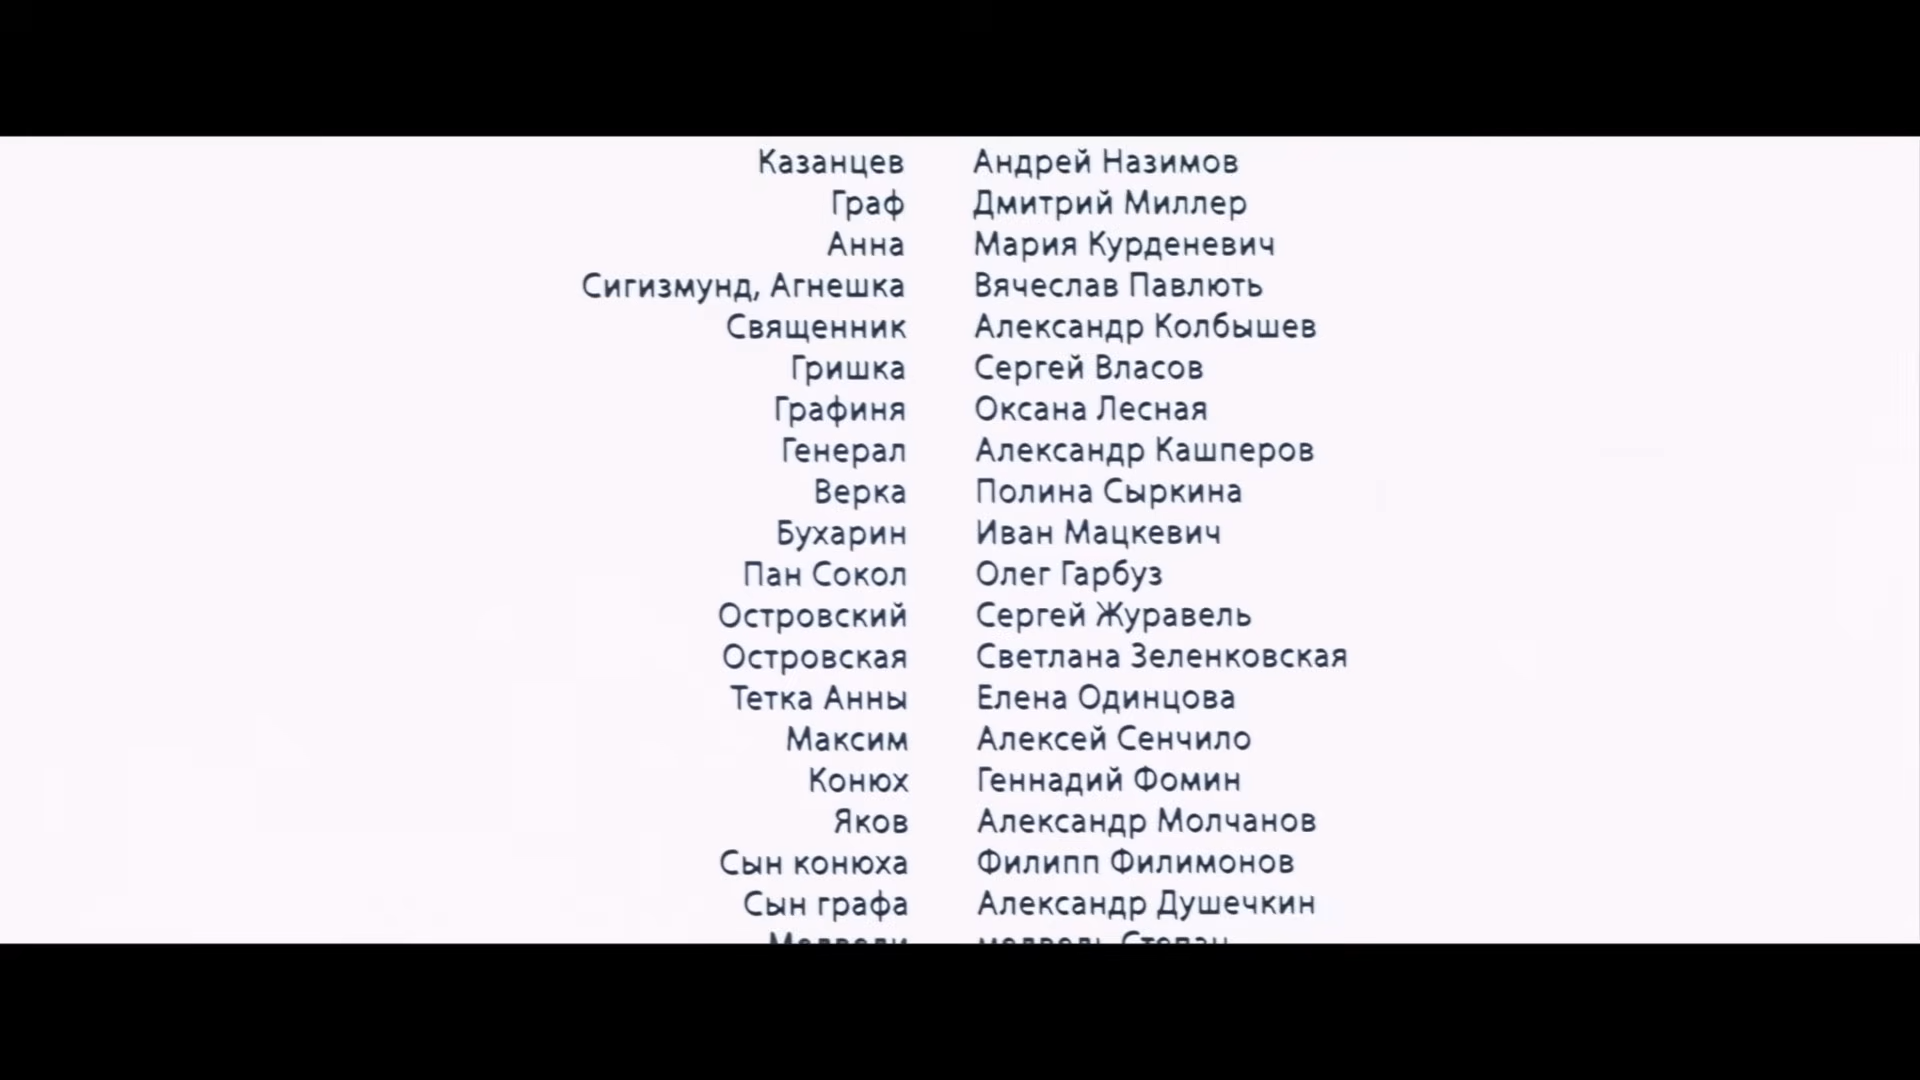 Казанцев Андрей Назимов
Граф Дмитрий Миллер
Анна Мария Курденевич
Сигизмунд, Агнешка Вячеслав Павлють
Священник Александр Колбышев
Гришка Сергей Власов
Графиня Оксана Лесная
Генерал Александр Кашперов
Верка Полина Сыркина
Бухарин Иван Мацкевич
Пан Сокол Олег Гарбуз
Островский Сергей Журавель
Островская Светлана Зеленковская
Тетка Анны Елена Одинцова
Максим Алексей Сенчило
Конюх Геннадий Фомин
Яков Александр Молчанов
Сын конюха Филипп Филимонов
Сын графа Александр Душечкин
медведь Степан